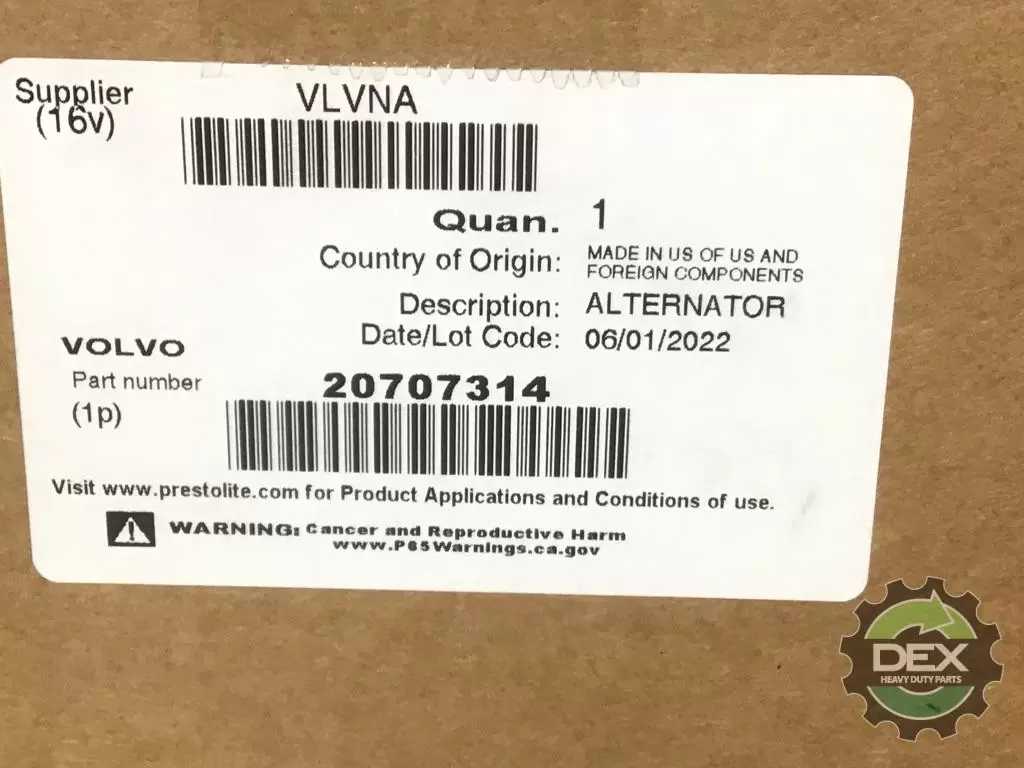 Supplier
(16v)
VLVNA
Quan. 1
Country of Origin: MADE IN US OF US AND
FOREIGN COMPONENTS
Description: ALTERNATOR
Date/Lot Code: 06/01/2022
VOLVO
Part number
(1p)
20707314
Visit www.prestolite.com for Product Applications and Conditions of use.
WARNING: Cancer and Reproductive Harm
www.P65Warnings.ca.gov
DEX
HEAVY DUTY PARTS